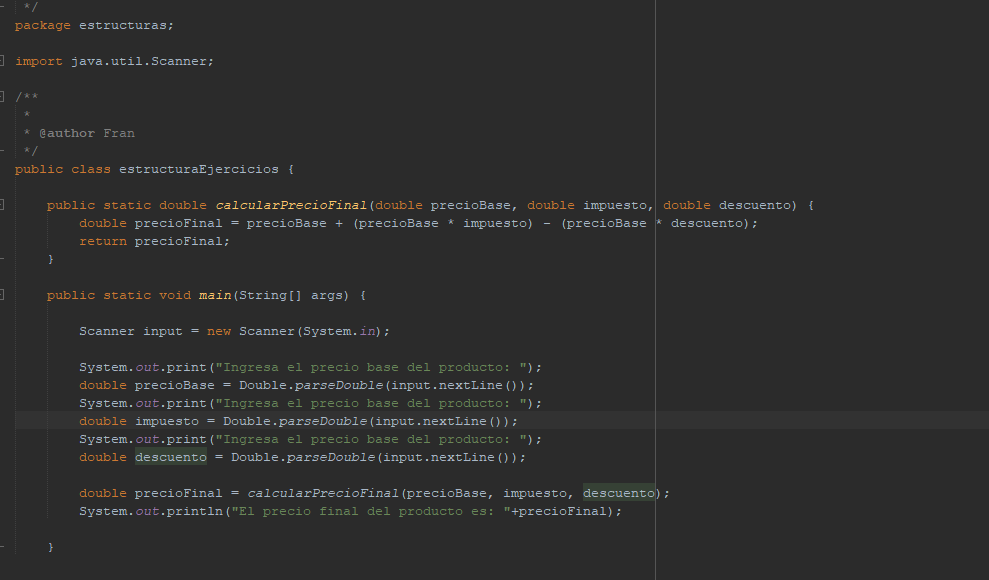 */
package estructuras;
import java.util.Scanner;
/**
*
* @author Fran
*/
public class estructuraEjercicios {
public static double calcularPrecioFinal(double precioBase, double impuesto, double descuento) {
double precioFinal = precioBase + (precioBase * impuesto) - (precioBase * descuento);
return precioFinal;
}
public static void main(String[] args) {
Scanner input = new Scanner(System.in);
System.out.print("Ingresa el precio base del producto: ");
double precioBase = Double.parseDouble(input.nextLine());
System.out.print("Ingresa el precio base del producto: ");
double impuesto = Double.parseDouble(input.nextLine());
System.out.print("Ingresa el precio base del producto: ");
double descuento = Double.parseDouble(input.nextLine());
double precioFinal = calcularPrecioFinal(precioBase, impuesto, descuento);
System.out.println("El precio final del producto es: "+precioFinal);
}